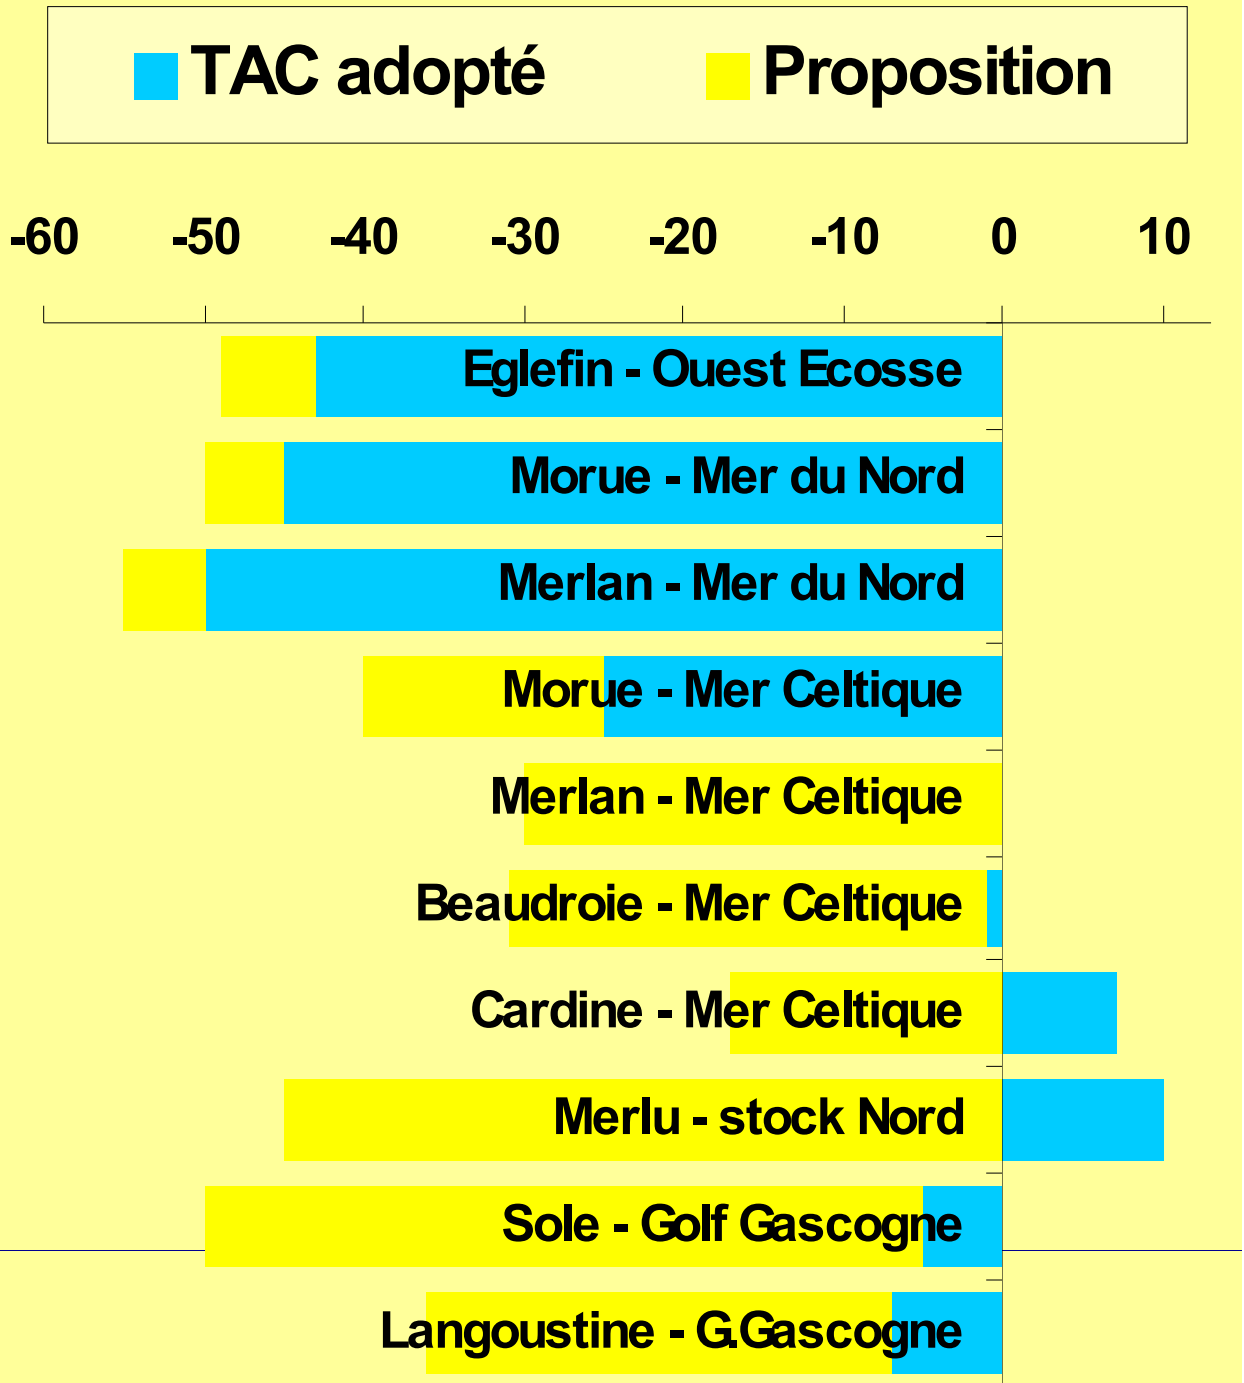 TAC adopté Proposition
-60 -50 -40 -30 -20 -10 0 10
Eglefin - Ouest Ecosse
Morue - Mer du Nord
Merlan - Mer du Nord
Morue - Mer Celtique
Merlan - Mer Celtique
Beaudroie - Mer Celtique
Cardine - Mer Celtique
Merlu - stock Nord
Sole - Golf Gascogne
Langoustine - G.Gascogne